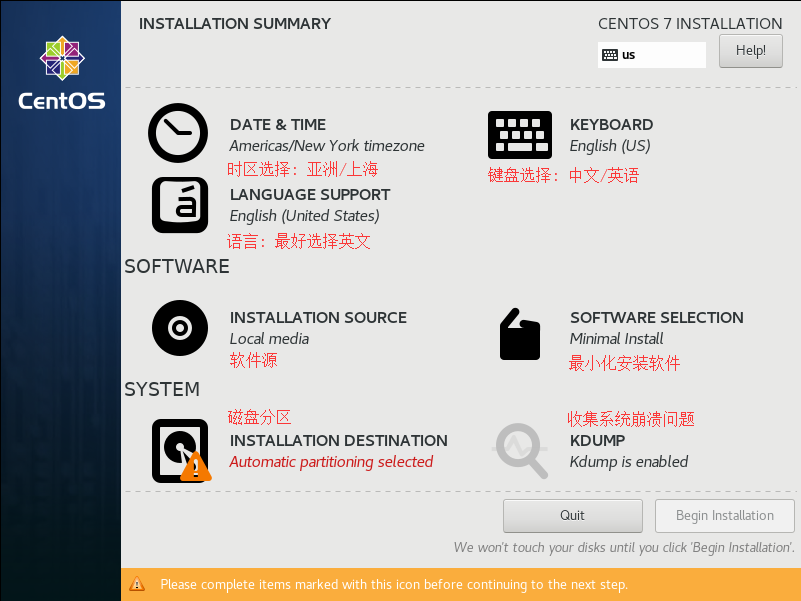 INSTALLATION SUMMARY
CENTOS 7 INSTALLATION
us
Help!
CentOS
DATE & TIME
Americas/New York timezone
时区选择：亚洲/上海
KEYBOARD
English (US)
键盘选择：中文/英语
LANGUAGE SUPPORT
English (United States)
语言：最好选择英文
SOFTWARE
INSTALLATION SOURCE
Local media
软件源
SOFTWARE SELECTION
Minimal Install
最小化安装软件
SYSTEM
磁盘分区
INSTALLATION DESTINATION
Automatic partitioning selected
收集系统崩溃问题
KDUMP
Kdump is enabled
Quit
Begin Installation
We won't touch your disks until you click 'Begin Installation'.
Please complete items marked with this icon before continuing to the next step.